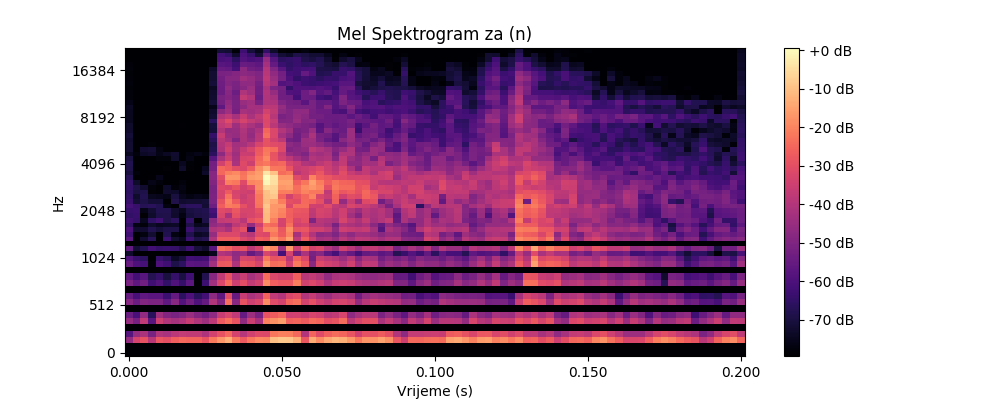 Mel Spektrogram za (n)
Hz
16384
8192
4096
2048
1024
512
0
0.000 0.050 0.100 0.150 0.200
Vrijeme (s)
+0 dB
-10 dB
-20 dB
-30 dB
-40 dB
-50 dB
-60 dB
-70 dB